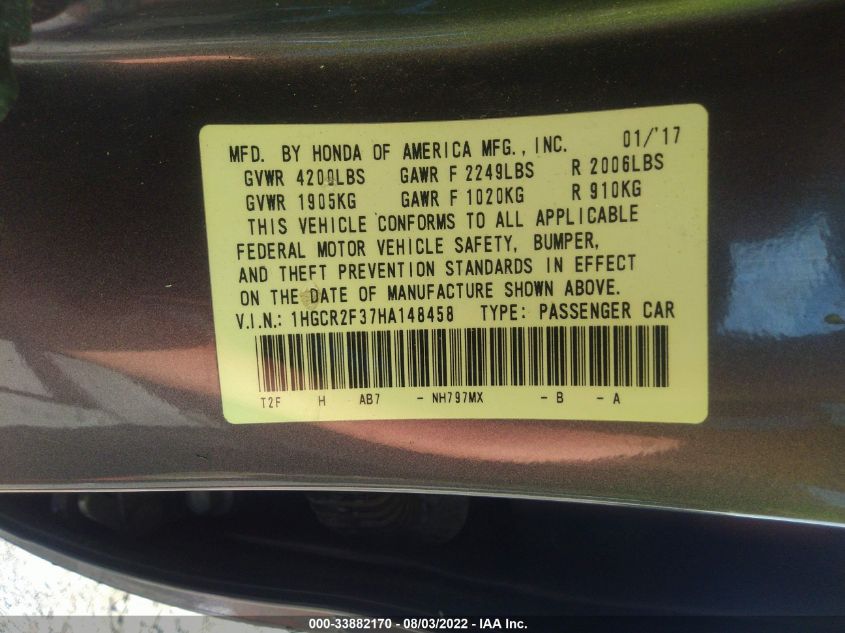 MFD. BY HONDA OF AMERICA MFG., INC. 01/'17
GVWR 4200LBS GAWR F 2249LBS R 2006LBS
GVWR 1905KG GAWR F 1020KG R 910KG
THIS VEHICLE CONFORMS TO ALL APPLICABLE
FEDERAL MOTOR VEHICLE SAFETY, BUMPER,
AND THEFT PREVENTION STANDARDS IN EFFECT
ON THE DATE OF MANUFACTURE SHOWN ABOVE.
V.I.N.: 1HGCR2F37HA148458 TYPE: PASSENGER CAR
T2F H AB7 - NH797MX - B - A
000-33882170 - 08/03/2022 - IAA Inc.